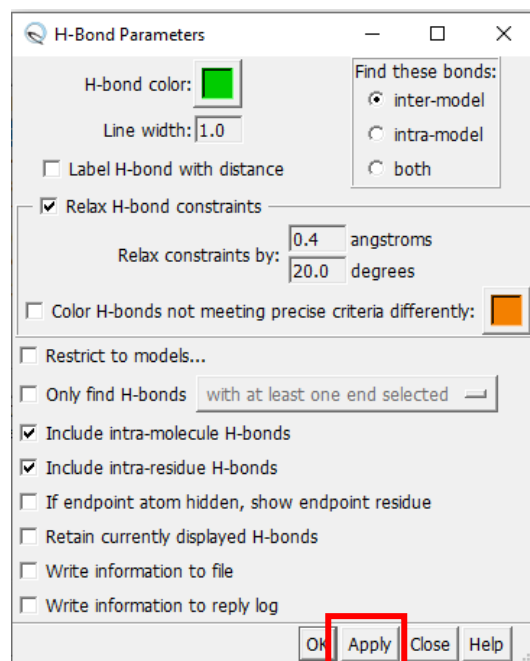 H-Bond Parameters
H-bond color:
Line width: 1.0
Label H-bond with distance
Find these bonds:
inter-model
intra-model
both
Relax H-bond constraints
Relax constraints by:
0.4 angstroms
20.0 degrees
Color H-bonds not meeting precise criteria differently:
Restrict to models...
Only find H-bonds with at least one end selected
Include intra-molecule H-bonds
Include intra-residue H-bonds
If endpoint atom hidden, show endpoint residue
Retain currently displayed H-bonds
Write information to file
Write information to reply log
OK Apply Close Help